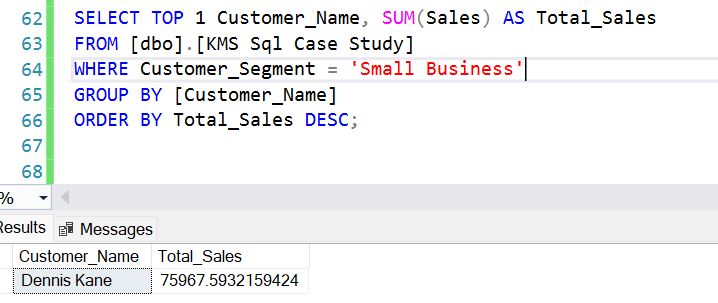 62 SELECT TOP 1 Customer_Name, SUM(Sales) AS Total_Sales
63 FROM [dbo].[KMS Sql Case Study]
64 WHERE Customer_Segment = 'Small Business'
65 GROUP BY [Customer_Name]
66 ORDER BY Total_Sales DESC;
67
68
%
Results Messages
Customer_Name Total_Sales
Dennis Kane 75967.5932159424